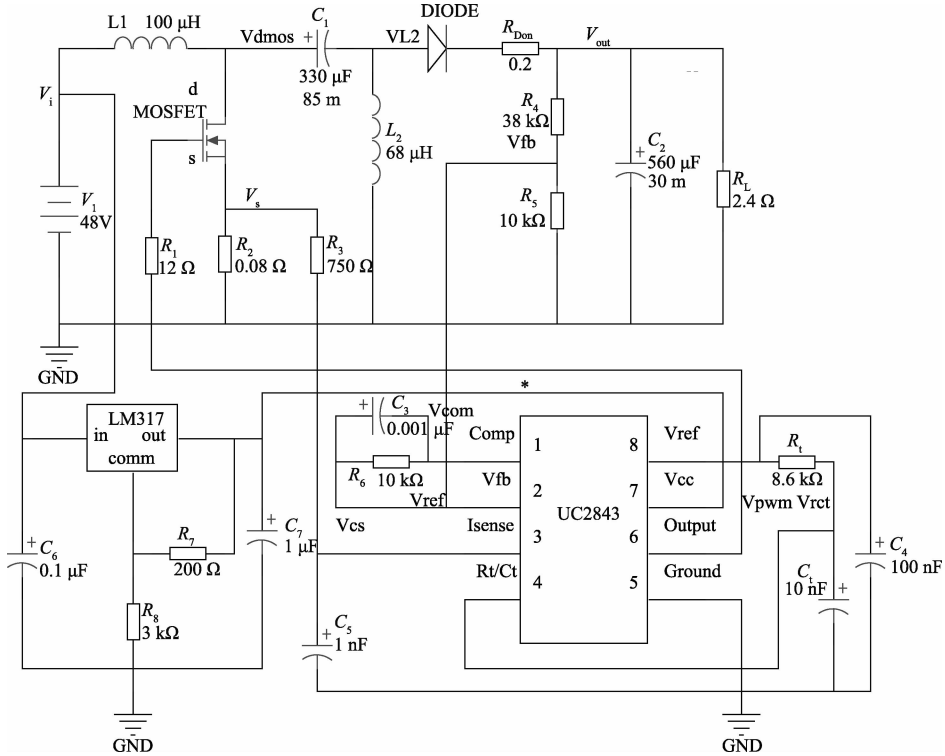 DIODE
L1 100 μH
C1
Vdmos +
VL2
RDon
Vout
0.2
330 μF
85 m
Vi
d
MOSFET
s
L2
68 μH
R4
38 kΩ
Vfb
+ C2
560 μF
30 m
RL
2.4 Ω
V1
48V
Vs
R5
10 kΩ
R1
12 Ω
R2
0.08 Ω
R3
750 Ω
GND
*
LM317
in out
comm
+ C3
0.001 μF
Vcom
Comp
1
8
Vref
Rt
8.6 kΩ
R6 10 kΩ
Vref
Vfb
2
7
Vcc
Vpwm Vrct
UC2843
Vcs
Isense
3
6
Output
Rt/Ct
4
5
Ground
+ C6
0.1 μF
R7
200 Ω
+ C7
1 μF
+ C4
100 nF
Ct
10 nF +
R8
3 kΩ
+ C5
1 nF
GND
GND